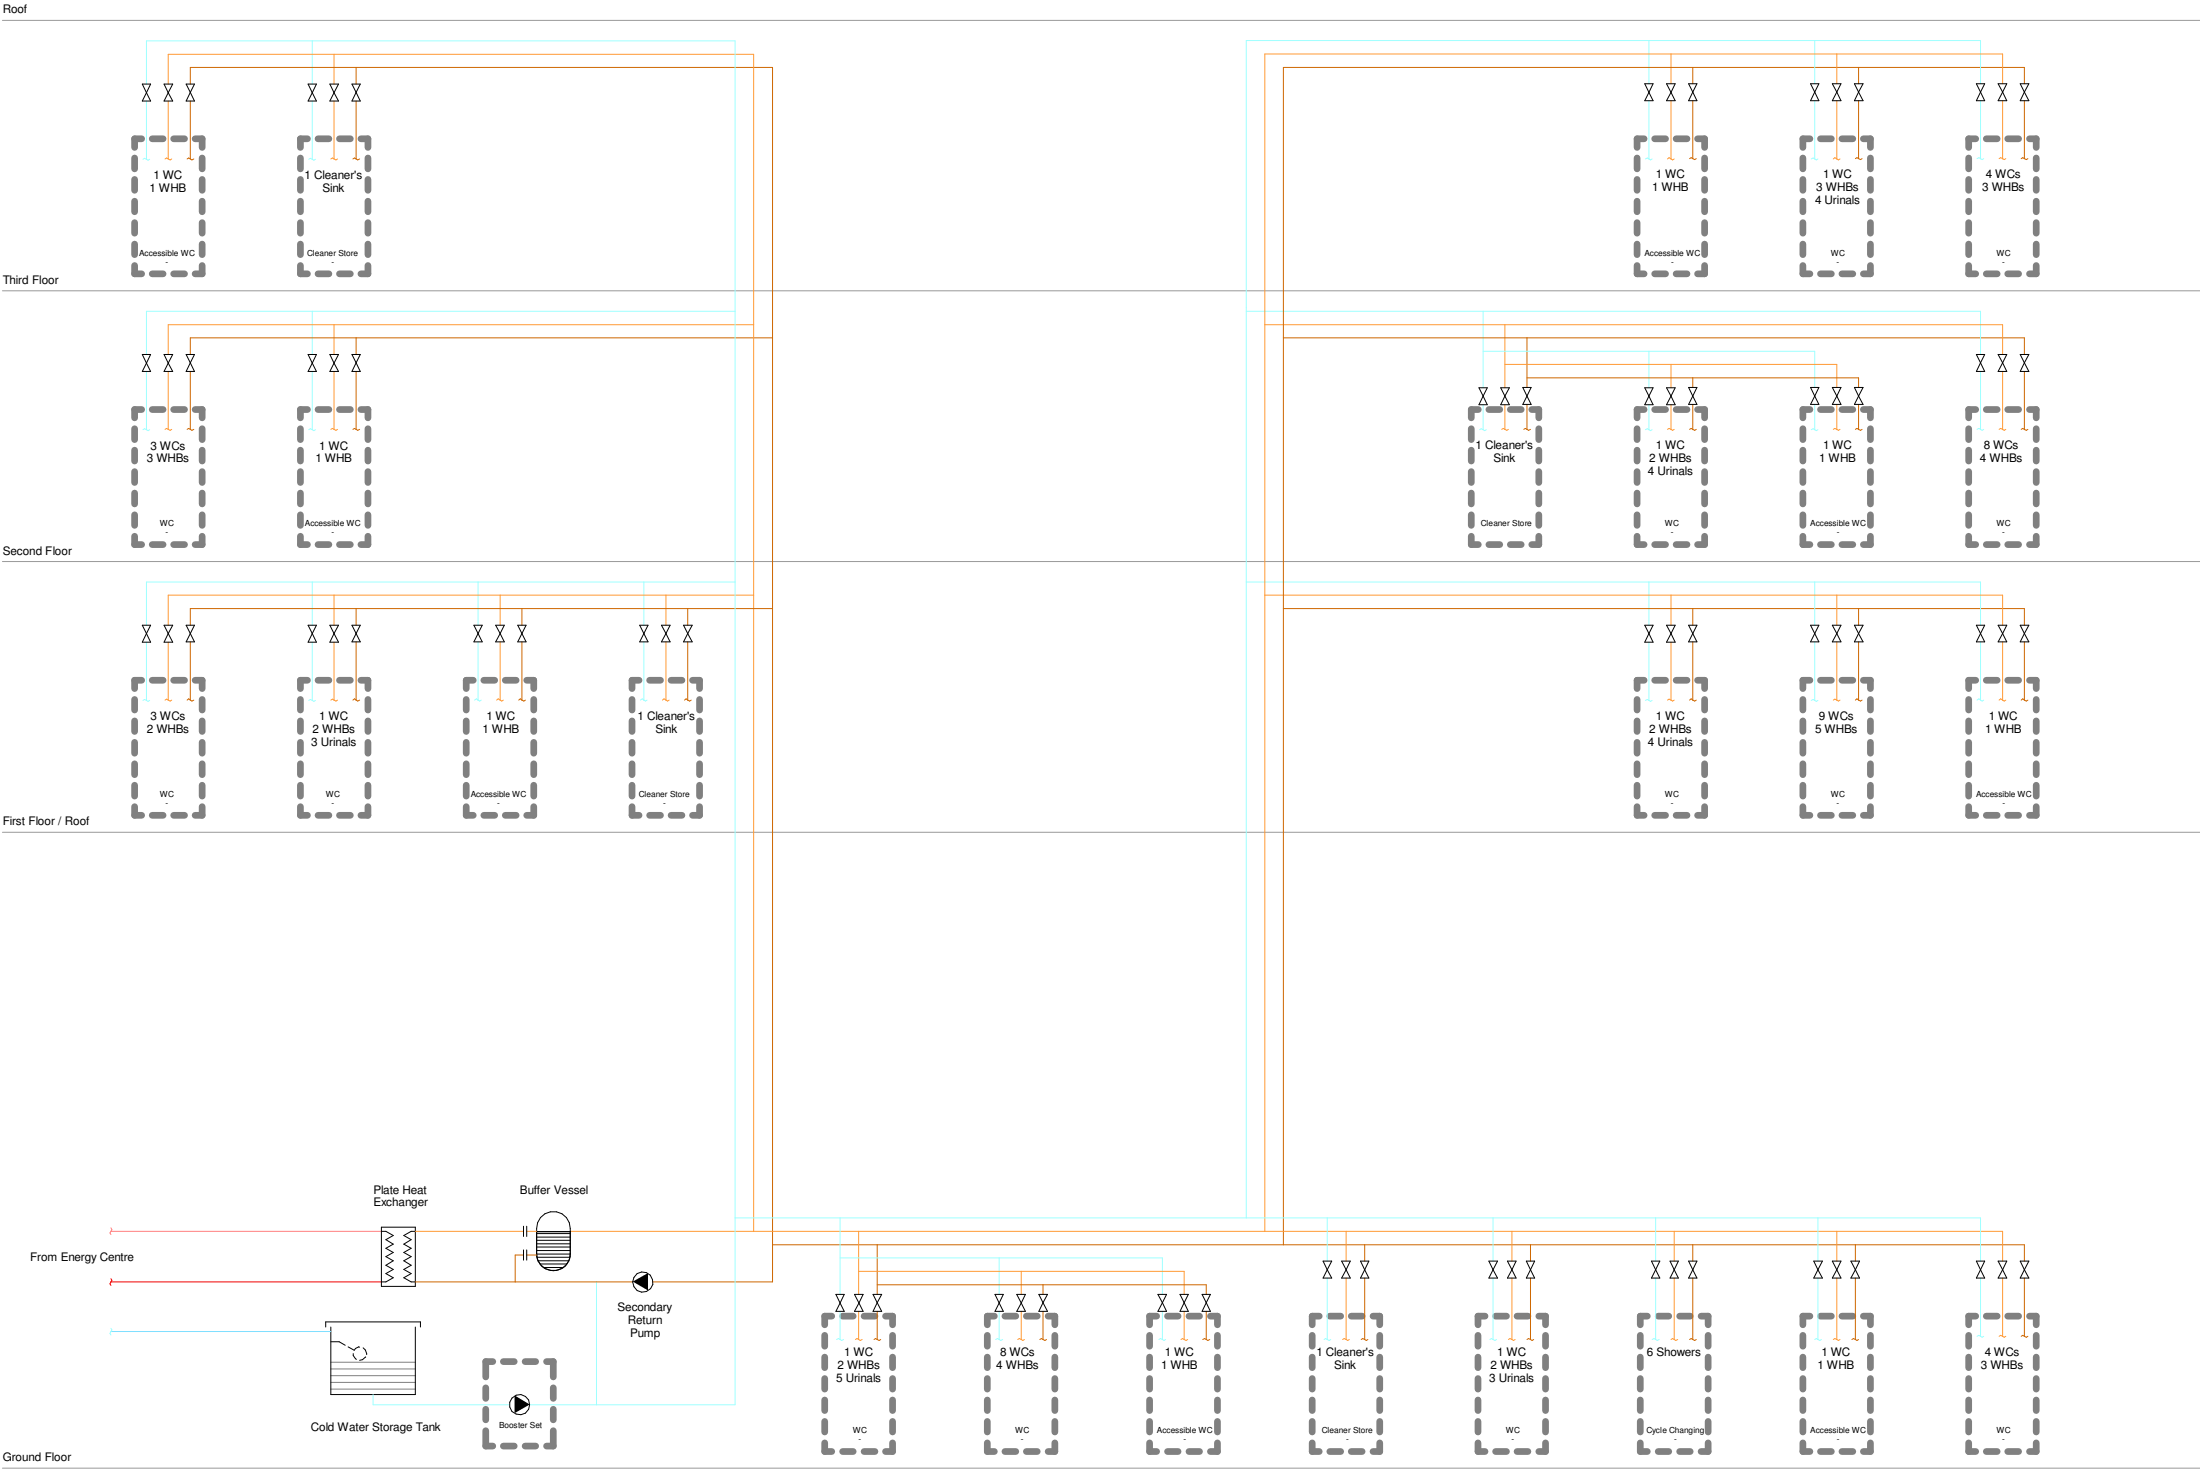 Roof
1 WC
1 WHB
Accessible WC
-
1 Cleaner's
Sink
Cleaner Store
-
1 WC
1 WHB
Accessible WC
-
1 WC
3 WHBs
4 Urinals
WC
-
4 WCs
3 WHBs
WC
-
Third Floor
3 WCs
3 WHBs
WC
-
1 WC
1 WHB
Accessible WC
-
1 Cleaner's
Sink
Cleaner Store
-
1 WC
2 WHBs
4 Urinals
WC
-
1 WC
1 WHB
Accessible WC
-
8 WCs
4 WHBs
WC
-
Second Floor
3 WCs
2 WHBs
WC
-
1 WC
2 WHBs
3 Urinals
WC
-
1 WC
1 WHB
Accessible WC
-
1 Cleaner's
Sink
Cleaner Store
-
1 WC
2 WHBs
4 Urinals
WC
-
9 WCs
5 WHBs
WC
-
1 WC
1 WHB
Accessible WC
-
First Floor / Roof
Plate Heat
Exchanger
Buffer Vessel
From Energy Centre
Secondary
Return
Pump
Cold Water Storage Tank
Booster Set
1 WC
2 WHBs
5 Urinals
WC
-
8 WCs
4 WHBs
WC
-
1 WC
1 WHB
Accessible WC
-
1 Cleaner's
Sink
Cleaner Store
-
1 WC
2 WHBs
3 Urinals
WC
-
6 Showers
Cycle Changing
-
1 WC
1 WHB
Accessible WC
-
4 WCs
3 WHBs
WC
-
Ground Floor